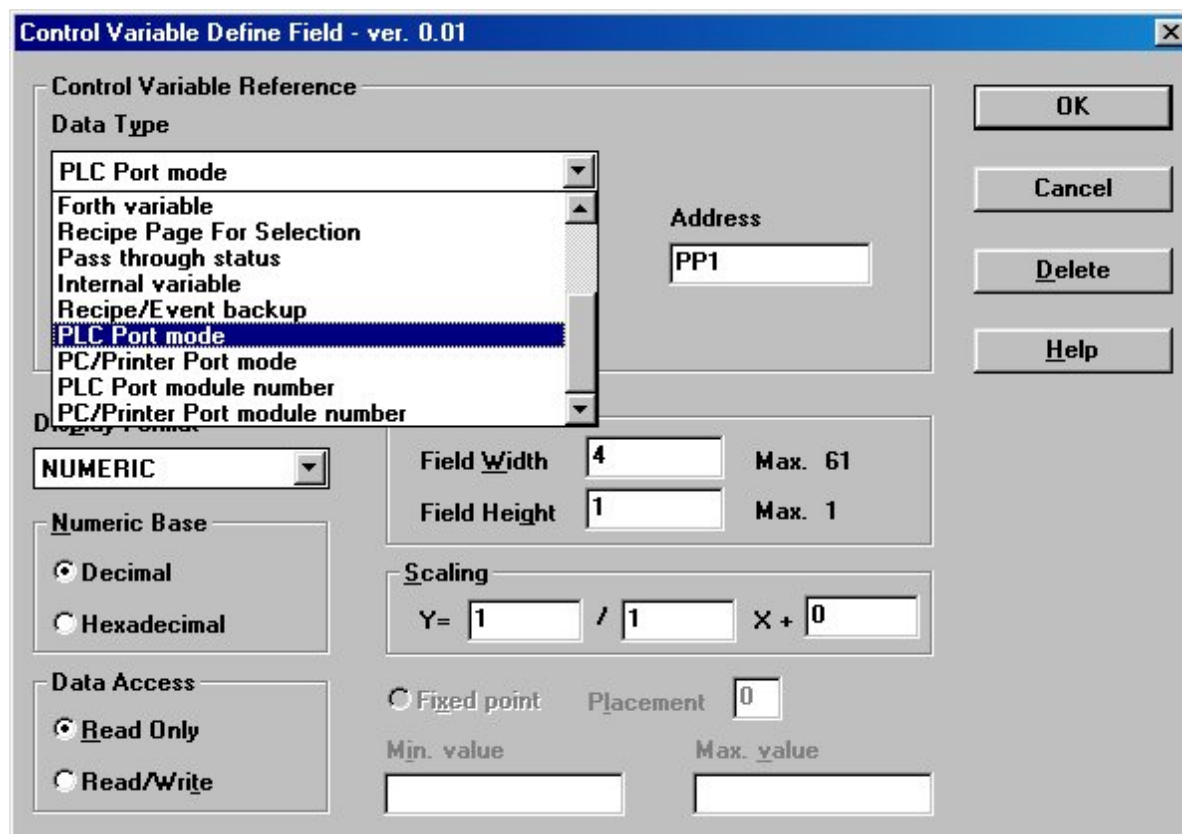 Control Variable Define Field - ver. 0.01
Control Variable Reference
Data Type
PLC Port mode
Forth variable
Recipe Page For Selection
Pass through status
Internal variable
Recipe/Event backup
PLC Port mode
PC/Printer Port mode
PLC Port module number
PC/Printer Port module number
Address
PP1
OK
Cancel
Delete
Help
Display Format
NUMERIC
Field Width 4 Max. 61
Field Height 1 Max. 1
Numeric Base
Decimal
Hexadecimal
Scaling
Y= 1 / 1 X + 0
Data Access
Read Only
Read/Write
Fixed point Placement 0
Min. value Max. value